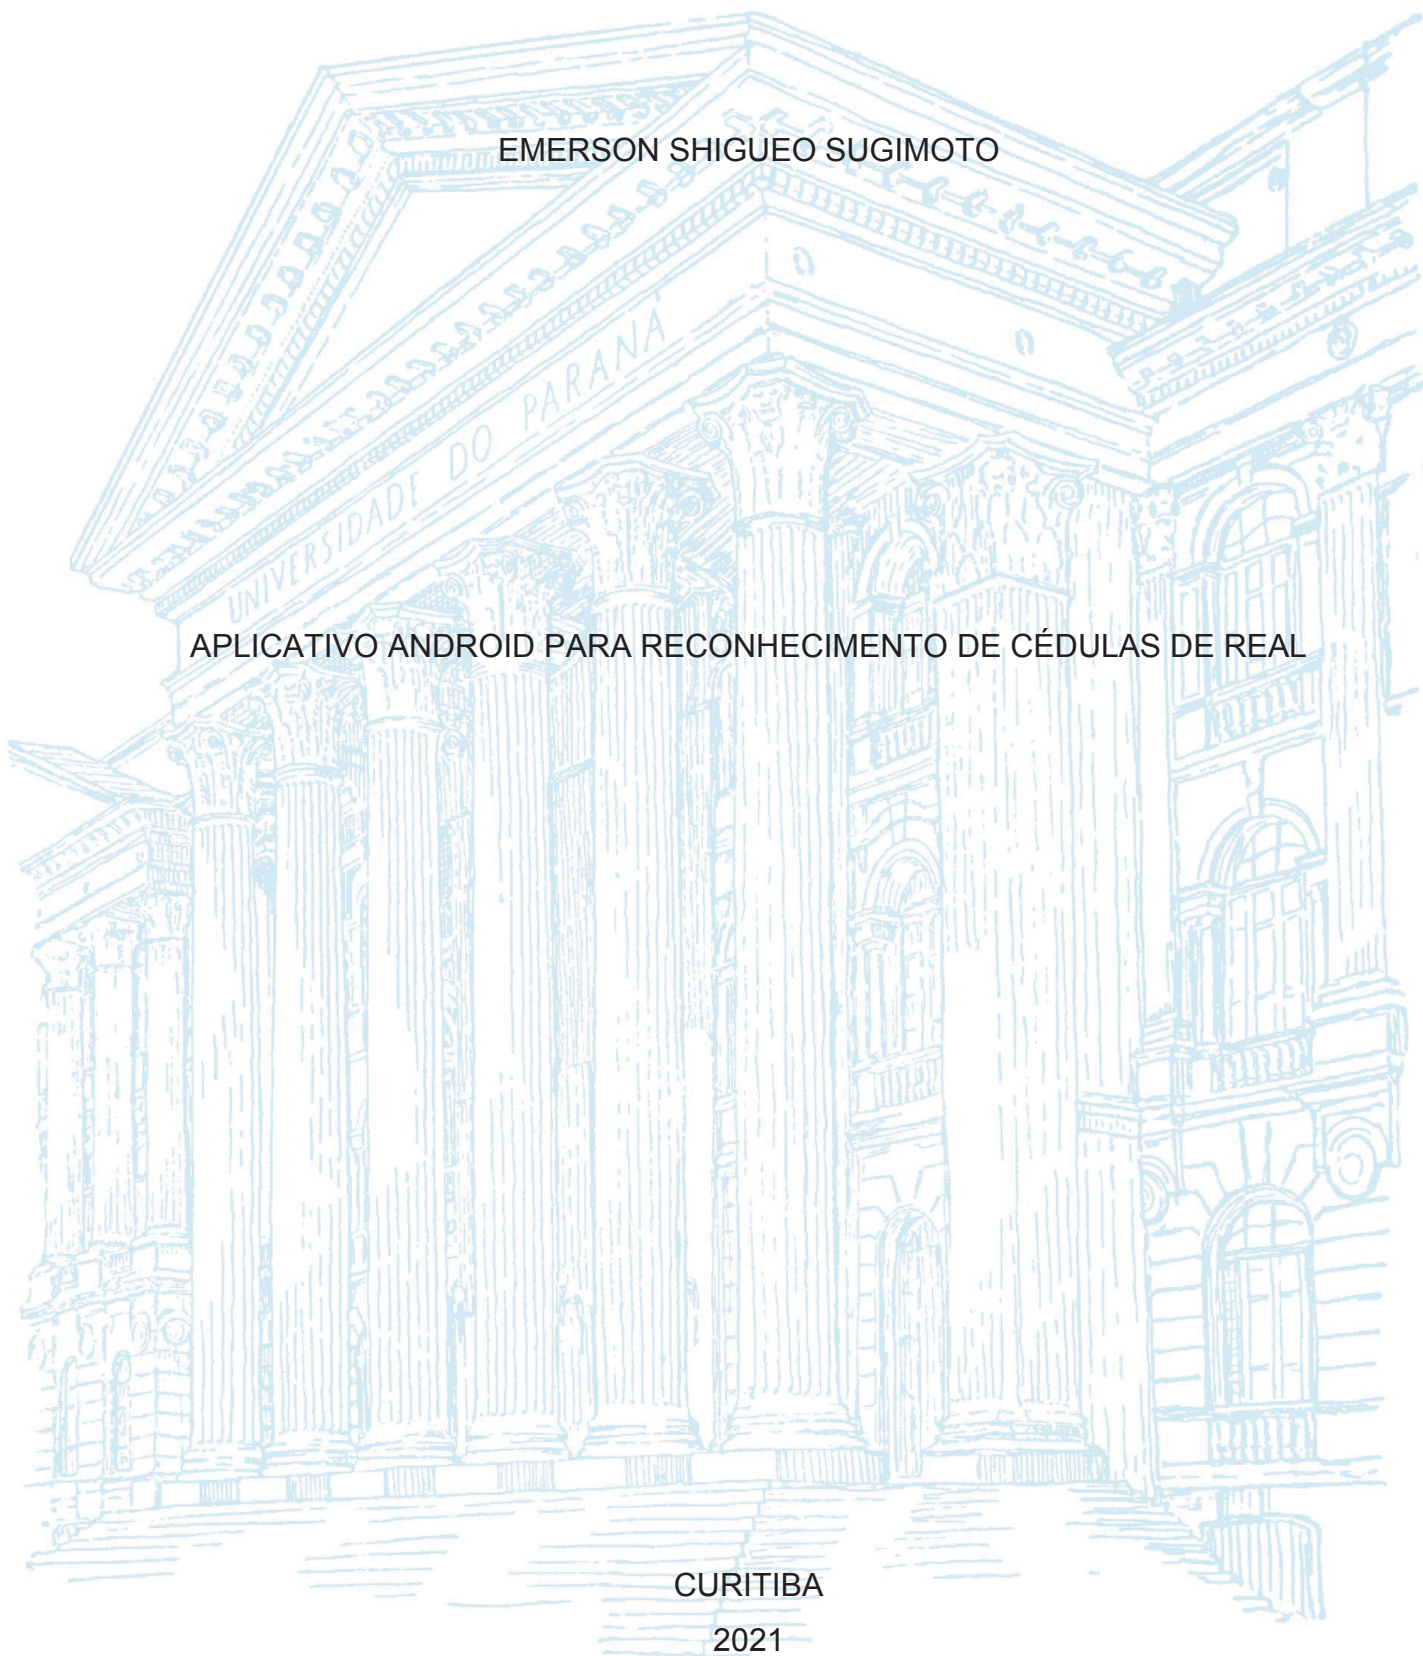 EMERSON SHIGUEO SUGIMOTO
UNIVERSIDADE DO PARANÁ
APLICATIVO ANDROID PARA RECONHECIMENTO DE CÉDULAS DE REAL
CURITIBA
2021